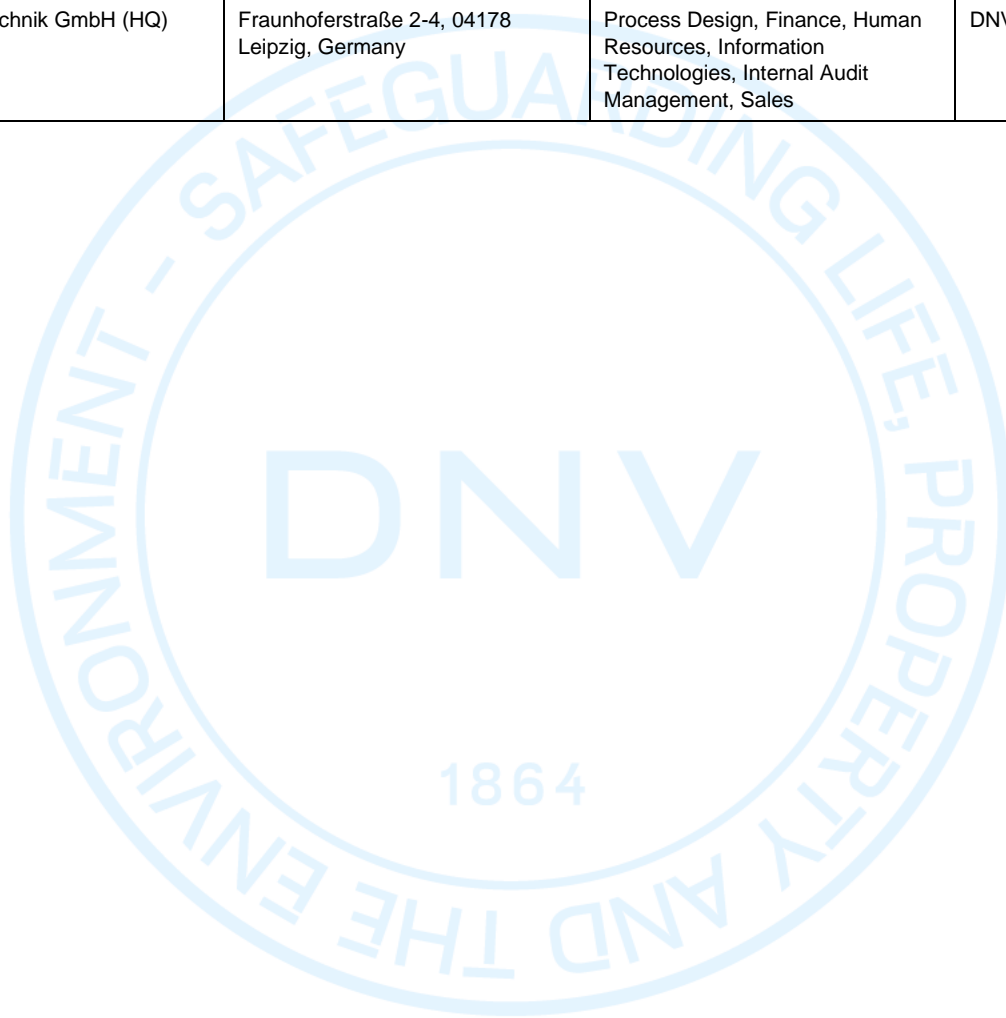 chnik GmbH (HQ)
Fraunhoferstraße 2-4, 04178
Leipzig, Germany
Process Design, Finance, Human
Resources, Information
Technologies, Internal Audit
Management, Sales
DNV
SAFEGUARDING LIFE, PROPERTY AND THE ENVIRONMENT -
DNV
1864